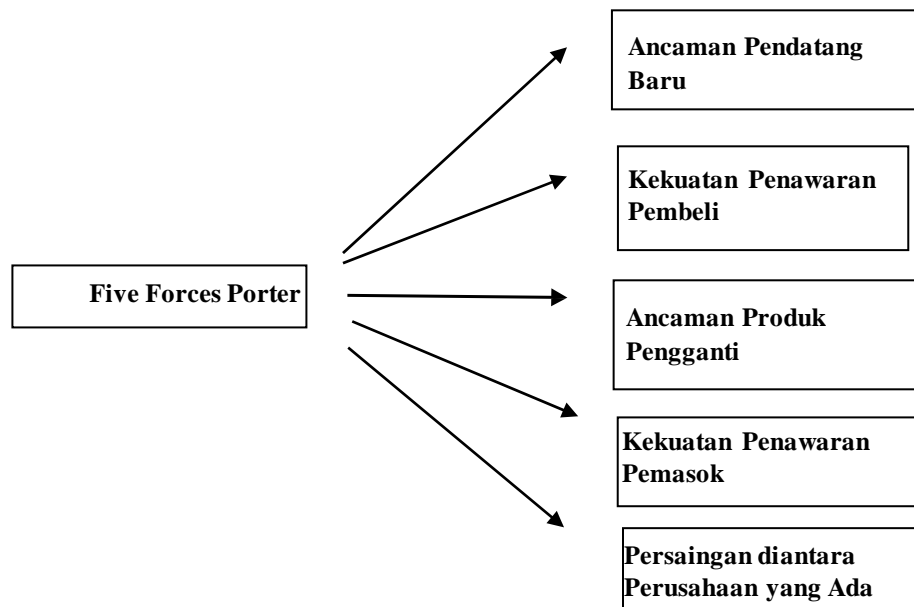 Ancaman Pendatang
Baru
Kekuatan Penawaran
Pembeli
Five Forces Porter
Ancaman Produk
Pengganti
Kekuatan Penawaran
Pemasok
Persaingan diantara
Perusahaan yang Ada